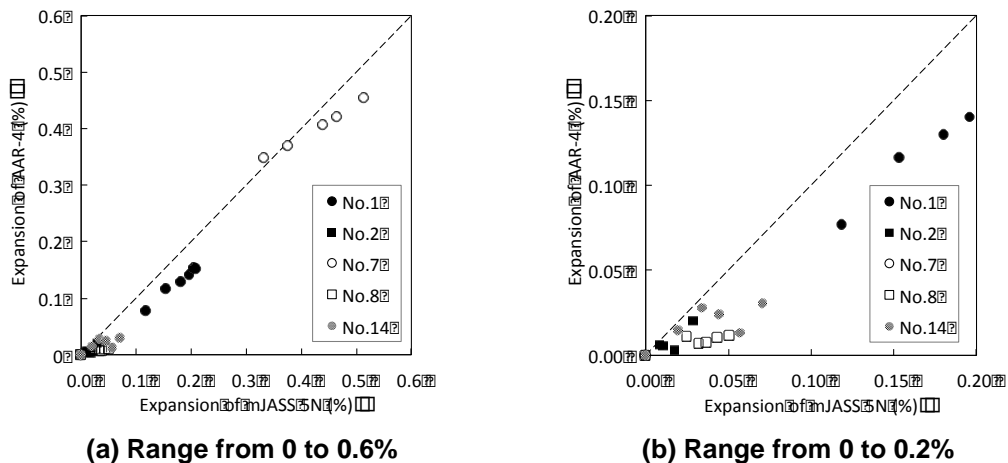 0.6
0.5
0.4
0.3
0.2
0.1
0
0.0
0.1
0.2
0.3
0.4
0.5
0.6
Expansion of AAR-4 (%)
Expansion of mJASS 5N (%)
No.1
No.2
No.7
No.8
No.14
(a) Range from 0 to 0.6%
0.20
0.15
0.10
0.05
0.00
0.00
0.05
0.10
0.15
0.20
Expansion of AAR-4 (%)
Expansion of mJASS 5N (%)
No.1
No.2
No.7
No.8
No.14
(b) Range from 0 to 0.2%